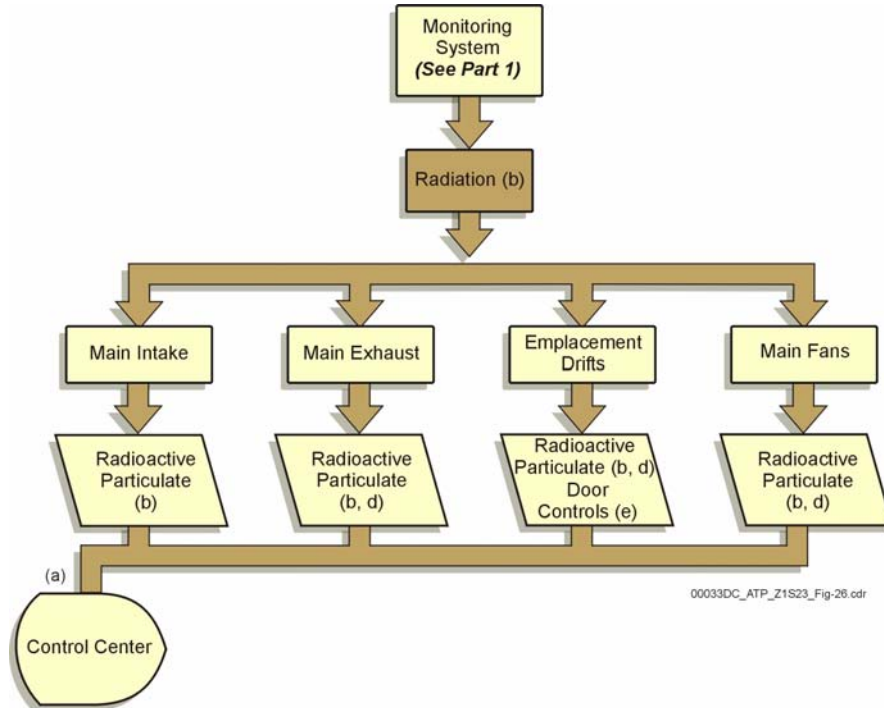 Monitoring
System
(See Part 1)
Radiation (b)
Main Intake
Main Exhaust
Emplacement
Drifts
Main Fans
Radioactive
Particulate
(b)
Radioactive
Particulate
(b, d)
Radioactive
Particulate (b, d)
Door
Controls (e)
Radioactive
Particulate
(b, d)
(a)
00033DC_ATP_Z1S23_Fig-26.cdr
Control Center